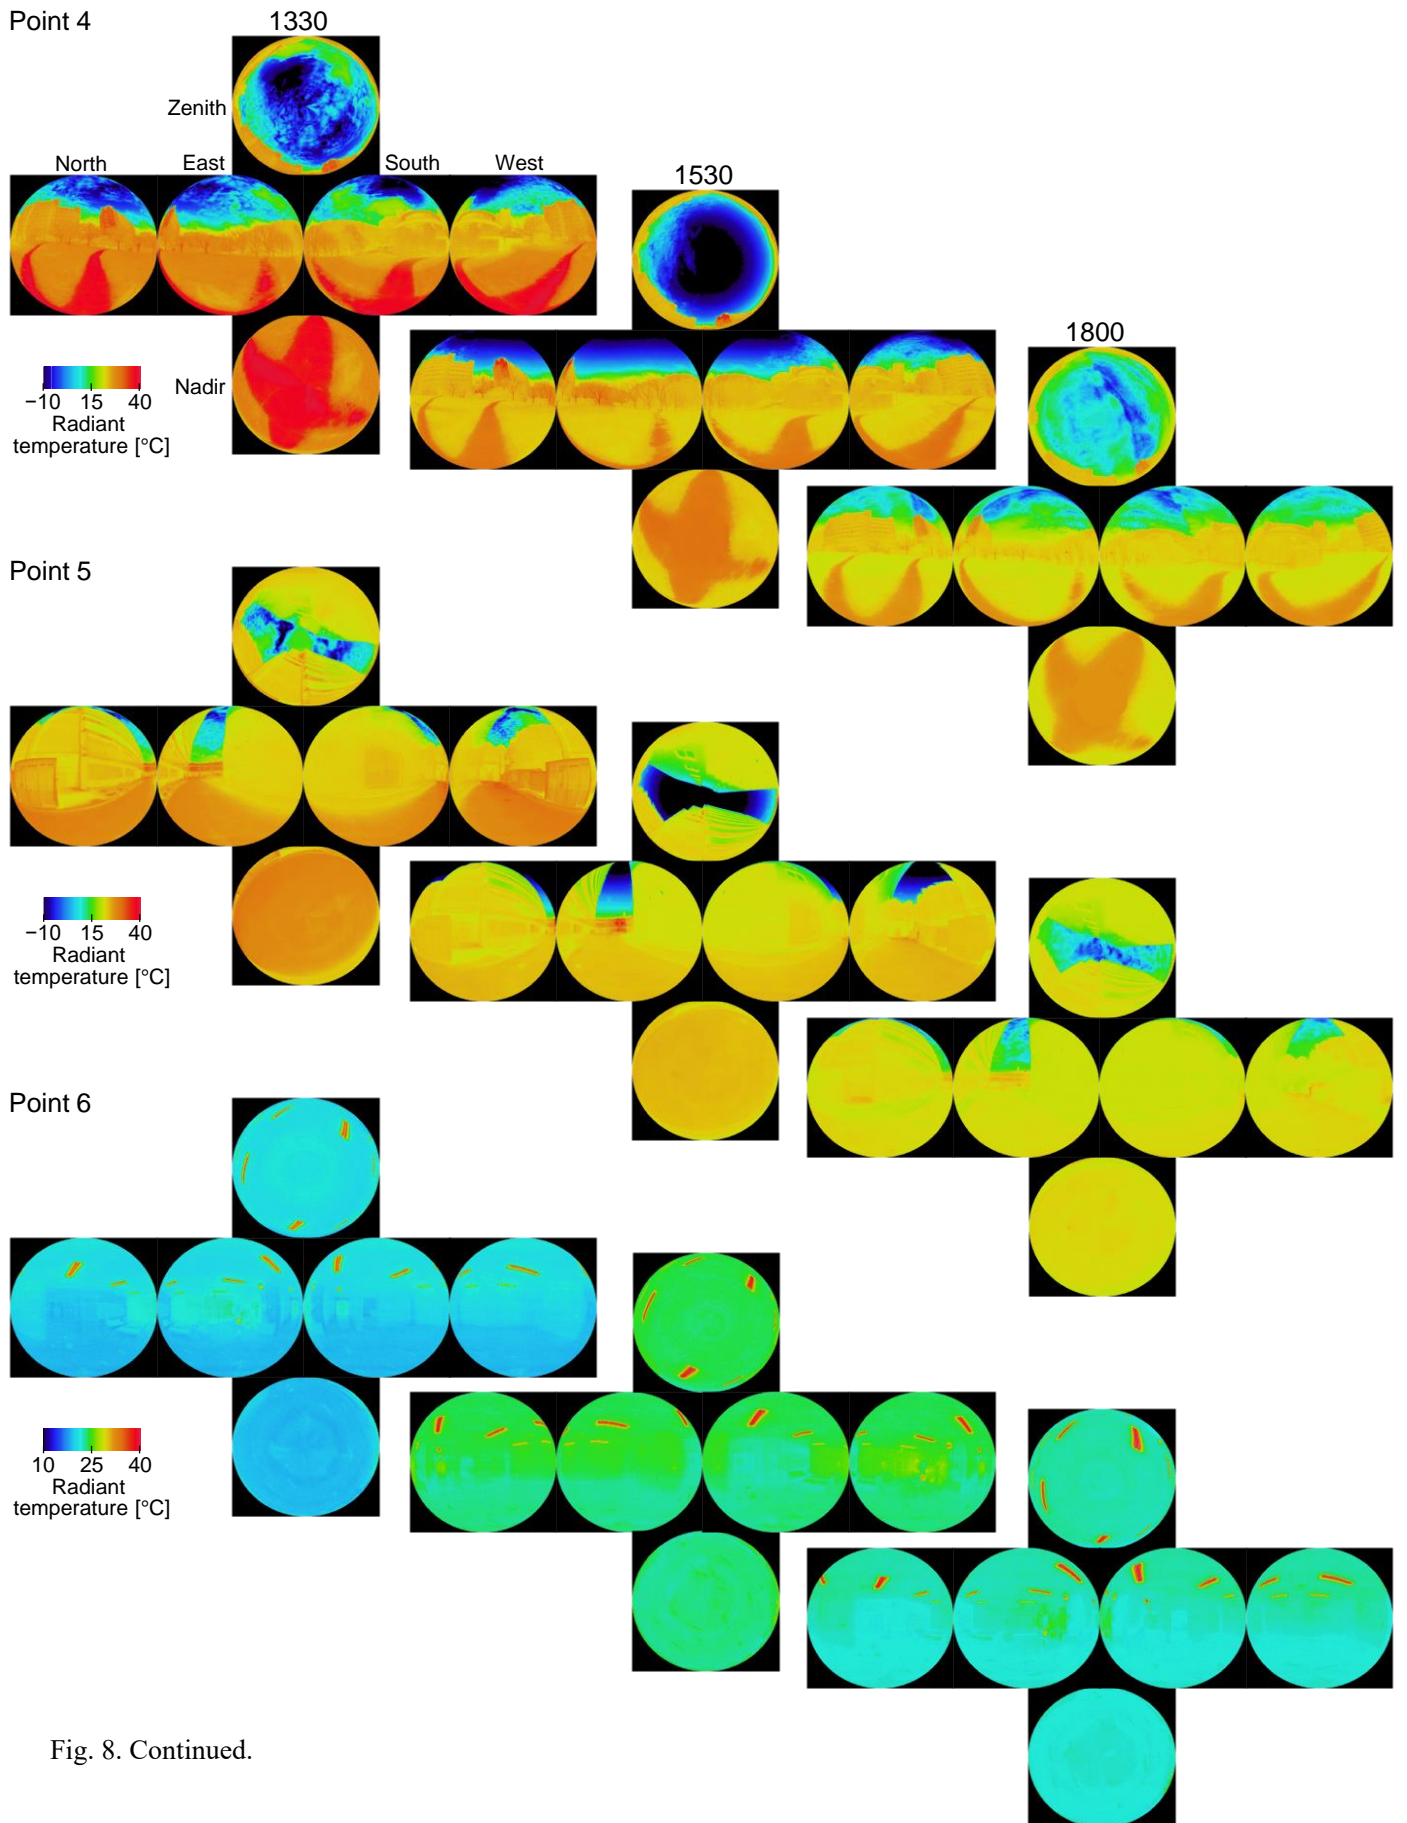 Point 4
1330
Zenith
North East South West
1530
1800
Nadir
−10 15 40
Radiant
temperature [°C]
Point 5
−10 15 40
Radiant
temperature [°C]
Point 6
10 25 40
Radiant
temperature [°C]
Fig. 8. Continued.